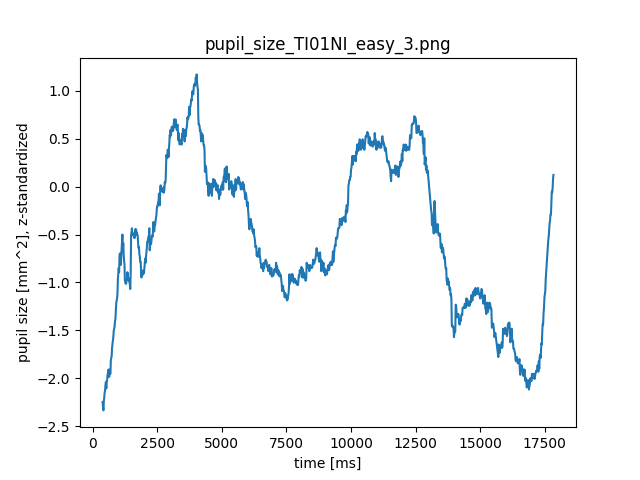 pupil_size_TI01NI_easy_3.png
pupil size [mm^2], z-standardized
1.0
0.5
0.0
−0.5
−1.0
−1.5
−2.0
−2.5
0 2500 5000 7500 10000 12500 15000 17500
time [ms]